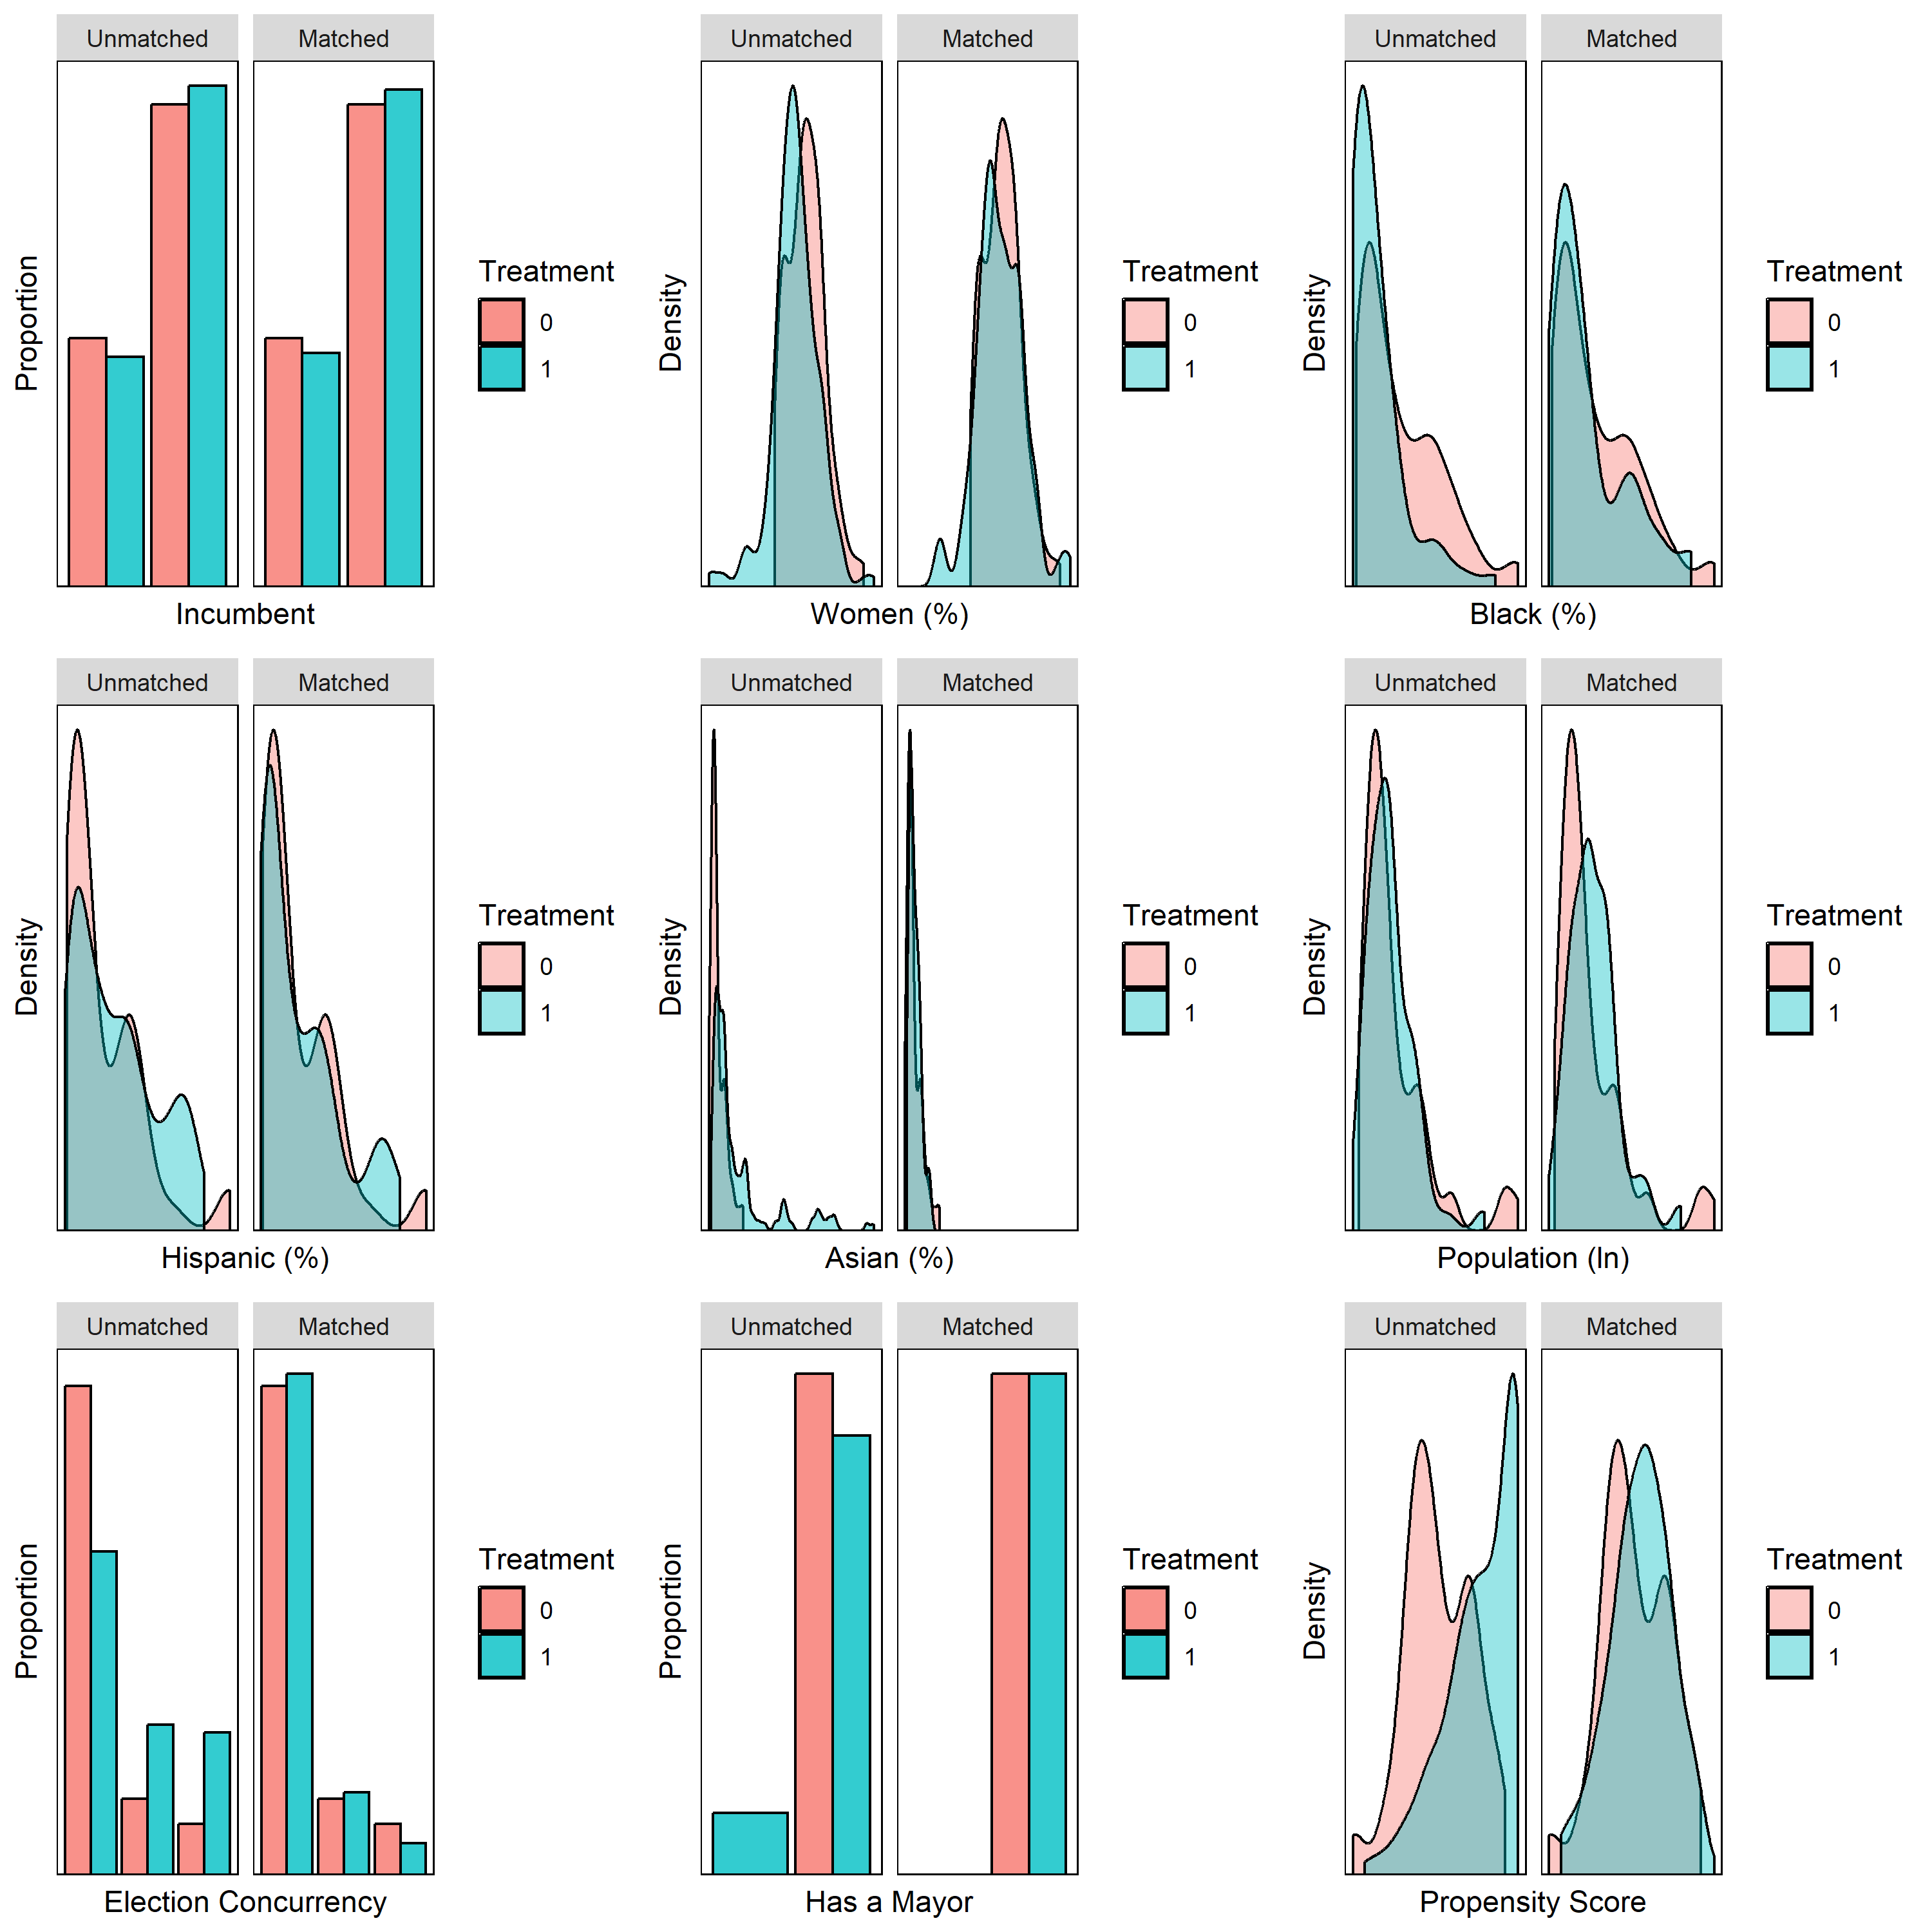 Unmatched Matched
Proportion
Incumbent
Treatment
0
1
Unmatched Matched
Density
Women (%)
Treatment
0
1
Unmatched Matched
Density
Black (%)
Treatment
0
1
Unmatched Matched
Density
Hispanic (%)
Treatment
0
1
Unmatched Matched
Density
Asian (%)
Treatment
0
1
Unmatched Matched
Density
Population (ln)
Treatment
0
1
Unmatched Matched
Proportion
Election Concurrency
Treatment
0
1
Unmatched Matched
Proportion
Has a Mayor
Treatment
0
1
Unmatched Matched
Density
Propensity Score
Treatment
0
1